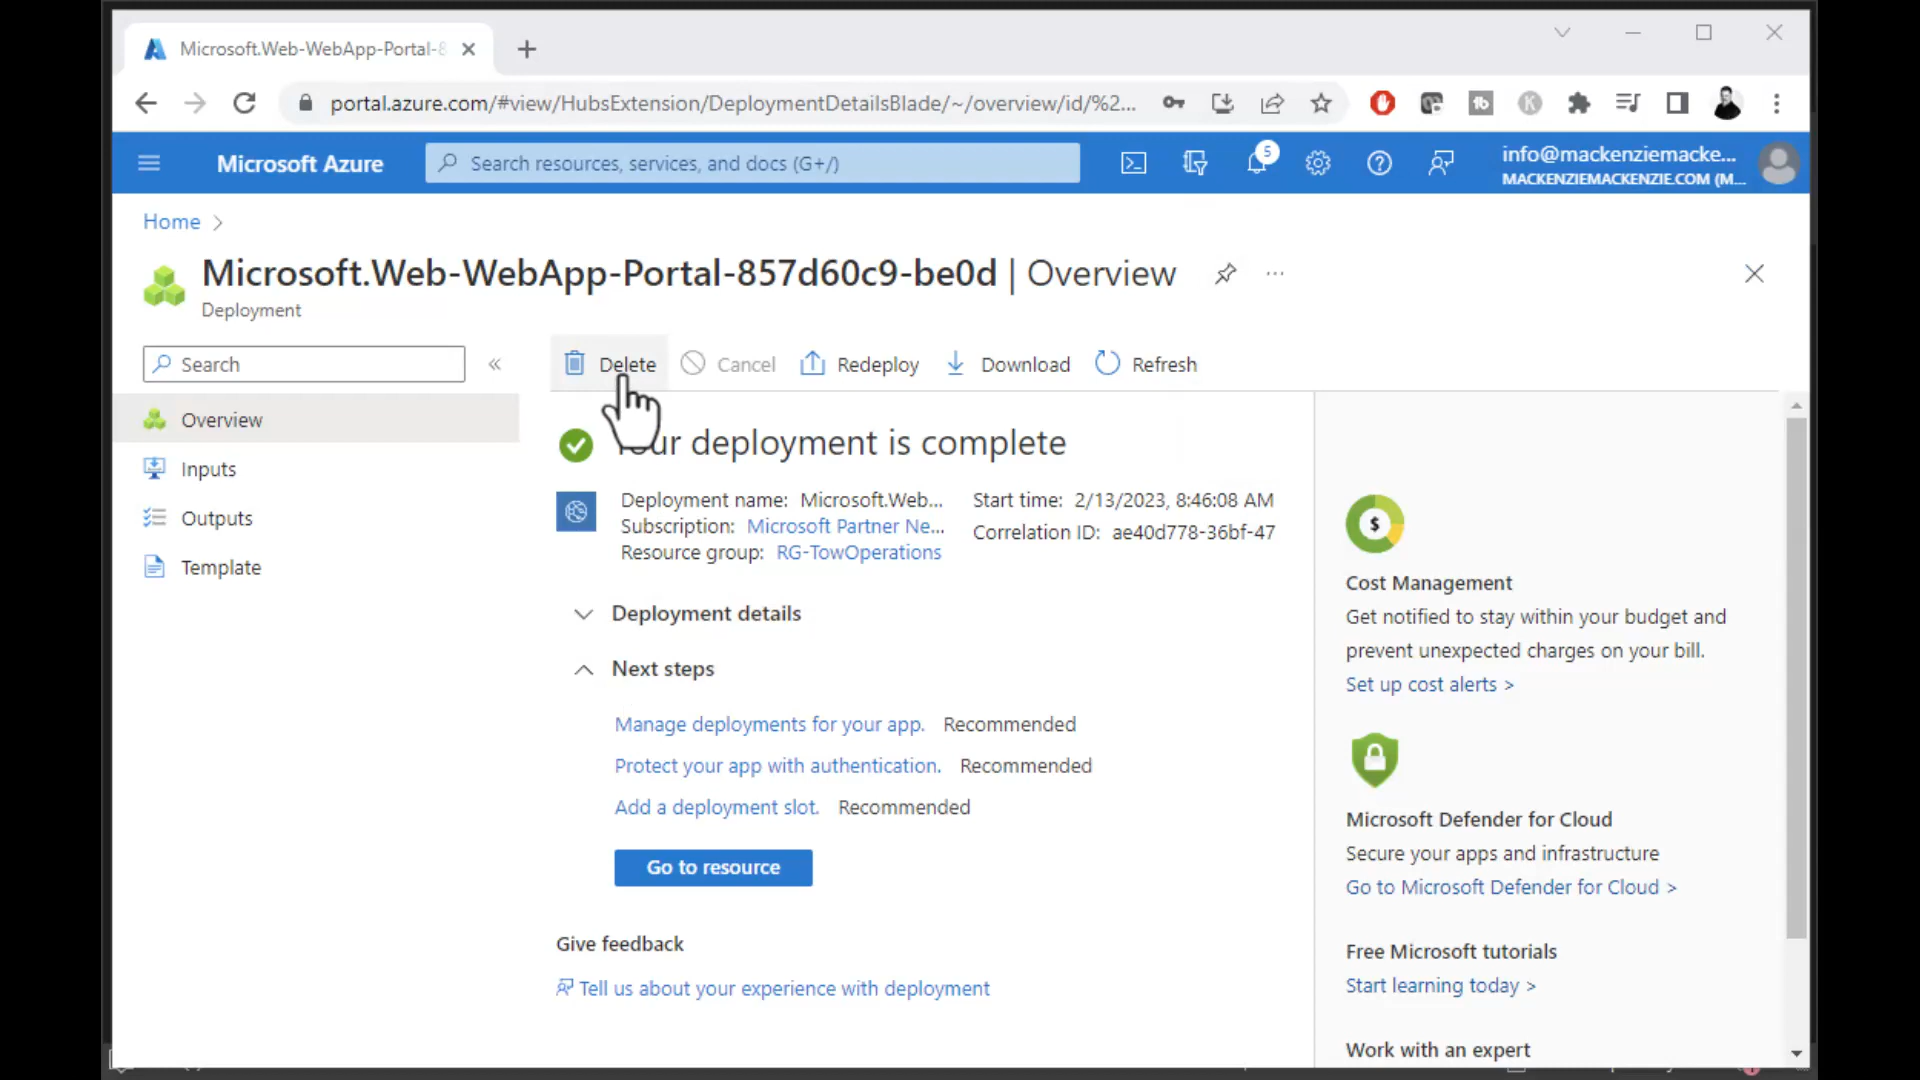 Microsoft.Web-WebApp-Portal-8
portal.azure.com/#view/HubsExtension/DeploymentDetailsBlade/~/overview/id/%2...
Microsoft Azure
Search resources, services, and docs (G+/)
5
info@mackenziemacke...
MACKENZIEMACKENZIE.COM (M...
Home >
Microsoft.Web-WebApp-Portal-857d60c9-be0d | Overview
...
Deployment
Search
«
Delete
Cancel
Redeploy
Download
Refresh
Overview
Inputs
Outputs
Template
deployment is complete
Deployment name: Microsoft.Web...
Start time: 2/13/2023, 8:46:08 AM
Subscription: Microsoft Partner Ne...
Correlation ID: ae40d778-36bf-47
Resource group: RG-TowOperations
Deployment details
Next steps
Manage deployments for your app. Recommended
Protect your app with authentication. Recommended
Add a deployment slot. Recommended
Go to resource
Give feedback
Tell us about your experience with deployment
$
Cost Management
Get notified to stay within your budget and
prevent unexpected charges on your bill.
Set up cost alerts >
Microsoft Defender for Cloud
Secure your apps and infrastructure
Go to Microsoft Defender for Cloud >
Free Microsoft tutorials
Start learning today >
Work with an expert